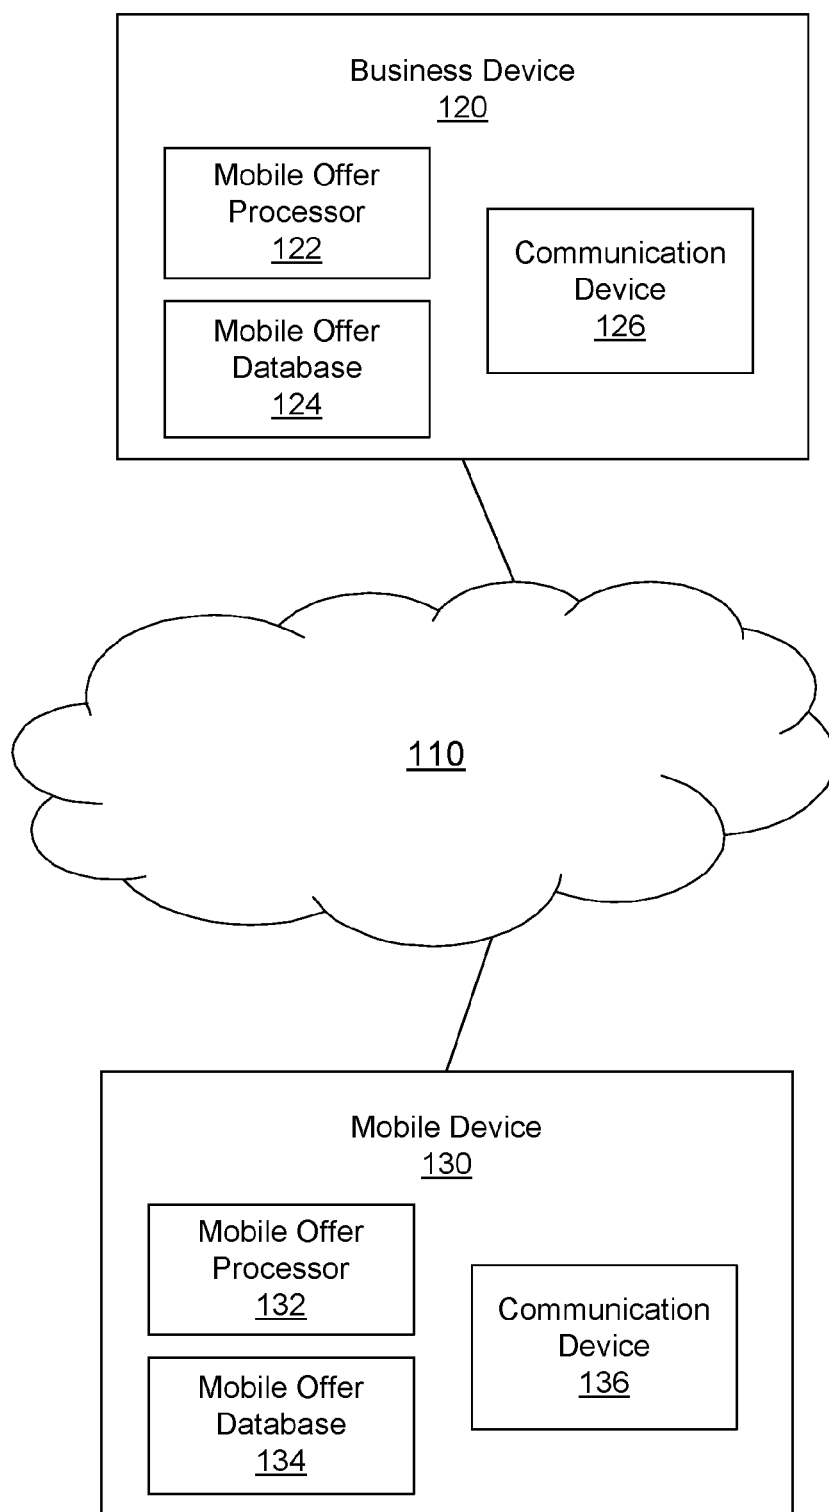 Business Device
120
Mobile Offer
Processor
122
Mobile Offer
Database
124
Communication
Device
126
110
Mobile Device
130
Mobile Offer
Processor
132
Mobile Offer
Database
134
Communication
Device
136